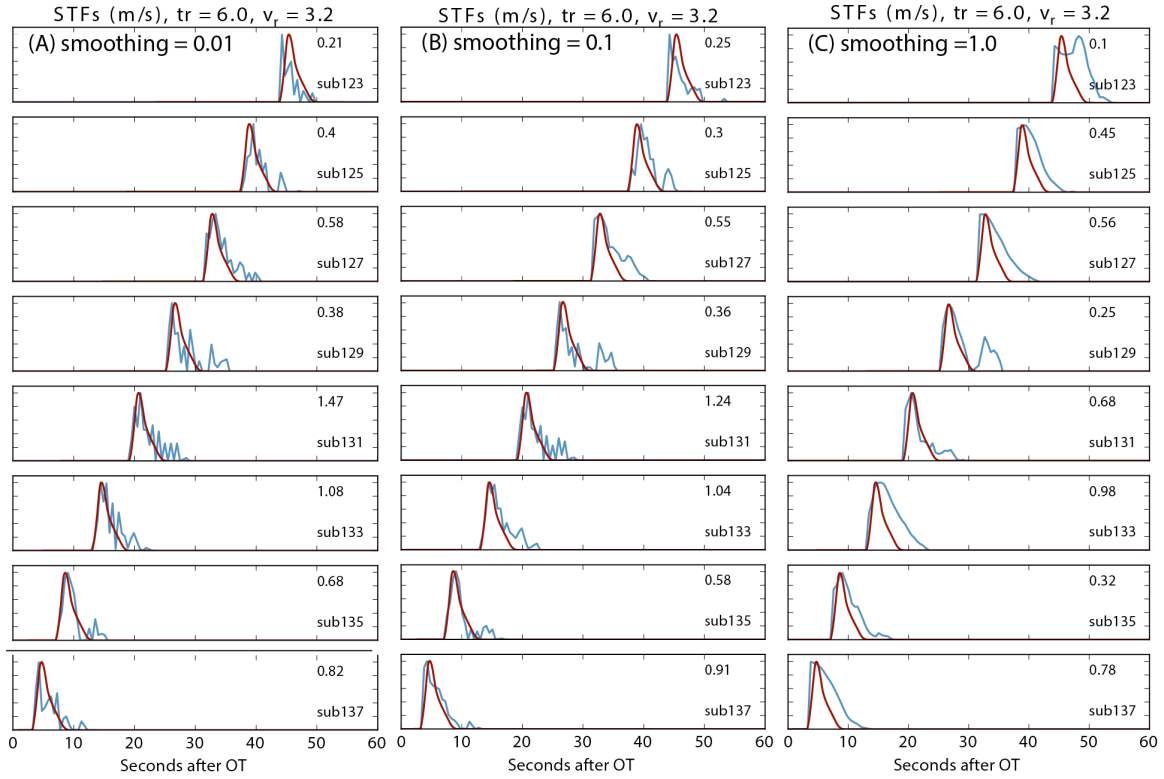 STFs (m/s), tr = 6.0, v_r = 3.2
(A) smoothing = 0.01
0.21
sub123
0.4
sub125
0.58
sub127
0.38
sub129
1.47
sub131
1.08
sub133
0.68
sub135
0.82
sub137
0 10 20 30 40 50 60
Seconds after OT
STFs (m/s), tr = 6.0, v_r = 3.2
(B) smoothing = 0.1
0.25
sub123
0.3
sub125
0.55
sub127
0.36
sub129
1.24
sub131
1.04
sub133
0.58
sub135
0.91
sub137
0 10 20 30 40 50 60
Seconds after OT
STFs (m/s), tr = 6.0, v_r = 3.2
(C) smoothing =1.0
0.1
sub123
0.45
sub125
0.56
sub127
0.25
sub129
0.68
sub131
0.98
sub133
0.32
sub135
0.78
sub137
0 10 20 30 40 50 60
Seconds after OT